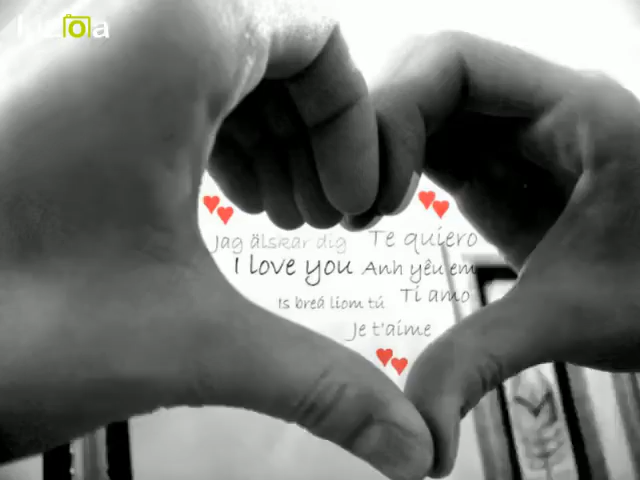 Jag älskar dig
Te quiero
I love you
Anh yêu em
Is breá liom tú
Ti amo
Je t'aime